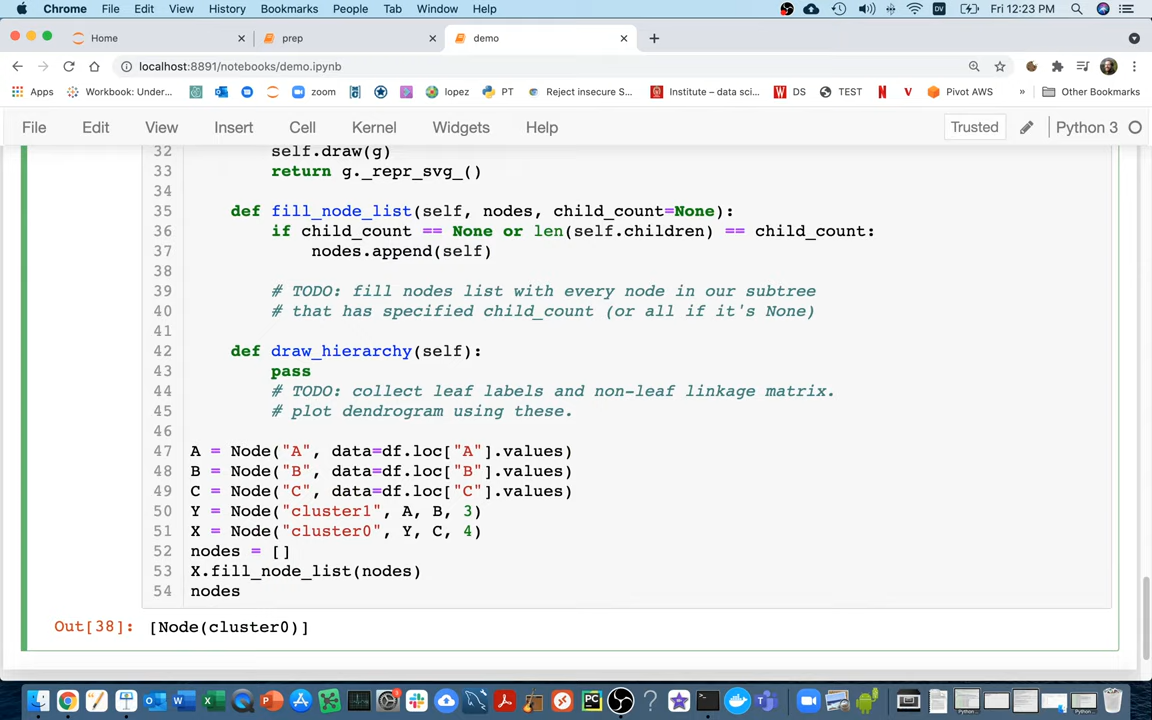 Chrome File Edit View History Bookmarks People Tab Window Help DV Fri 12:23 PM
Home prep demo
localhost:8891/notebooks/demo.ipynb
Apps Workbook: Under... zoom lopez PT Reject insecure S... Institute – data sci... DS TEST Pivot AWS » Other Bookmarks
File Edit View Insert Cell Kernel Widgets Help Trusted Python 3
32 self.draw(g)
33 return g._repr_svg_()
34
35 def fill_node_list(self, nodes, child_count=None):
36 if child_count == None or len(self.children) == child_count:
37 nodes.append(self)
38
39 # TODO: fill nodes list with every node in our subtree
40 # that has specified child_count (or all if it's None)
41
42 def draw_hierarchy(self):
43 pass
44 # TODO: collect leaf labels and non-leaf linkage matrix.
45 # plot dendrogram using these.
46
47 A = Node("A", data=df.loc["A"].values)
48 B = Node("B", data=df.loc["B"].values)
49 C = Node("C", data=df.loc["C"].values)
50 Y = Node("cluster1", A, B, 3)
51 X = Node("cluster0", Y, C, 4)
52 nodes = []
53 X.fill_node_list(nodes)
54 nodes
Out[38]: [Node(cluster0)]